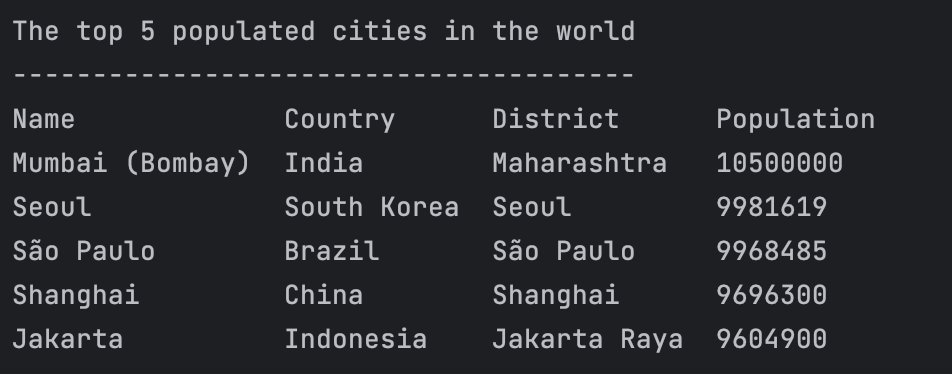 The top 5 populated cities in the world
---------------------------------------
Name             Country      District      Population
Mumbai (Bombay)  India        Maharashtra   10500000
Seoul            South Korea  Seoul         9981619
São Paulo        Brazil       São Paulo     9968485
Shanghai         China        Shanghai      9696300
Jakarta          Indonesia    Jakarta Raya  9604900